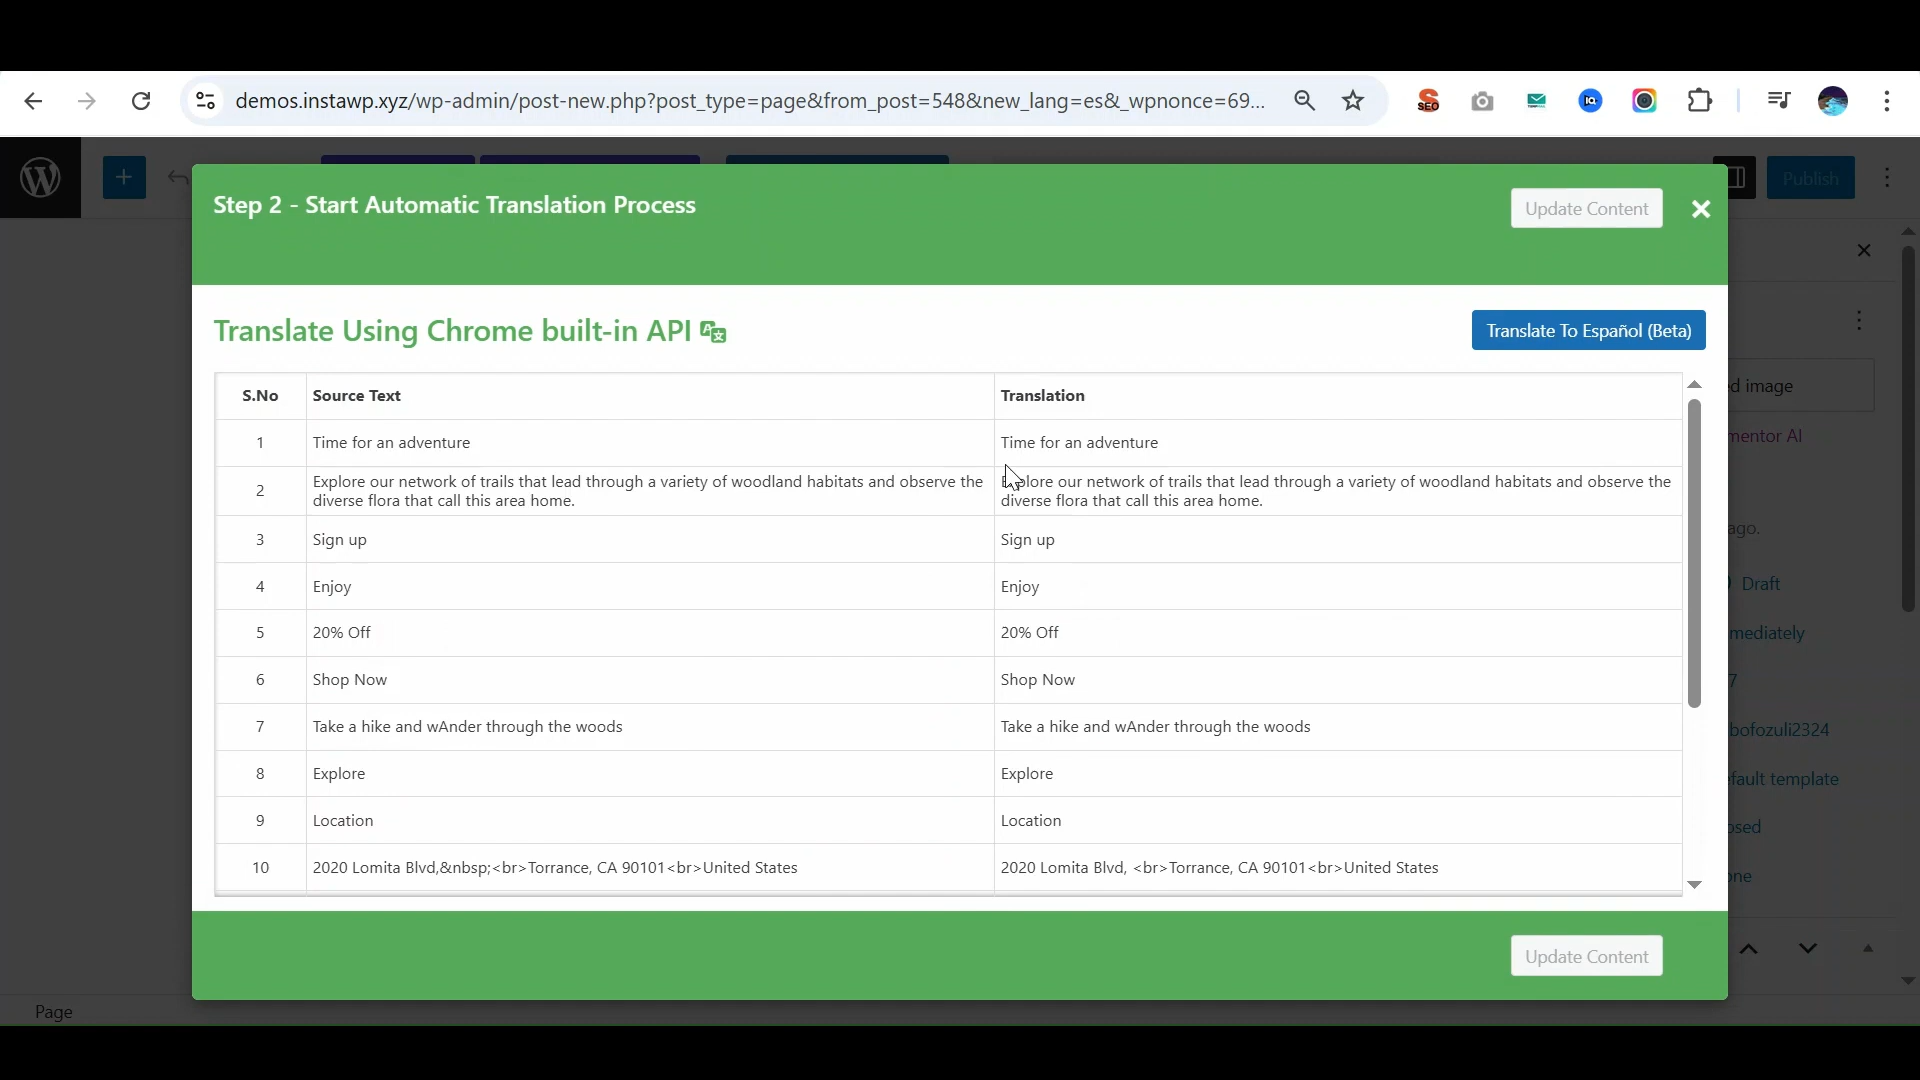 demos.instawp.xyz/wp-admin/post-new.php?post_type=page&from_post=548&new_lang=es&_wpnonce=69...
SEO
Publish
Step 2 - Start Automatic Translation Process
Update Content
Translate Using Chrome built-in API
Translate To Español (Beta)
S.No Source Text Translation
1 Time for an adventure Time for an adventure
2 Explore our network of trails that lead through a variety of woodland habitats and observe the diverse flora that call this area home. Explore our network of trails that lead through a variety of woodland habitats and observe the diverse flora that call this area home.
3 Sign up Sign up
4 Enjoy Enjoy
5 20% Off 20% Off
6 Shop Now Shop Now
7 Take a hike and wAnder through the woods Take a hike and wAnder through the woods
8 Explore Explore
9 Location Location
10 2020 Lomita Blvd,&nbsp;<br>Torrance, CA 90101<br>United States 2020 Lomita Blvd, <br>Torrance, CA 90101<br>United States
Update Content
ed image
mentor AI
ago.
Draft
mediately
7
bofozuli2324
efault template
osed
one
Page